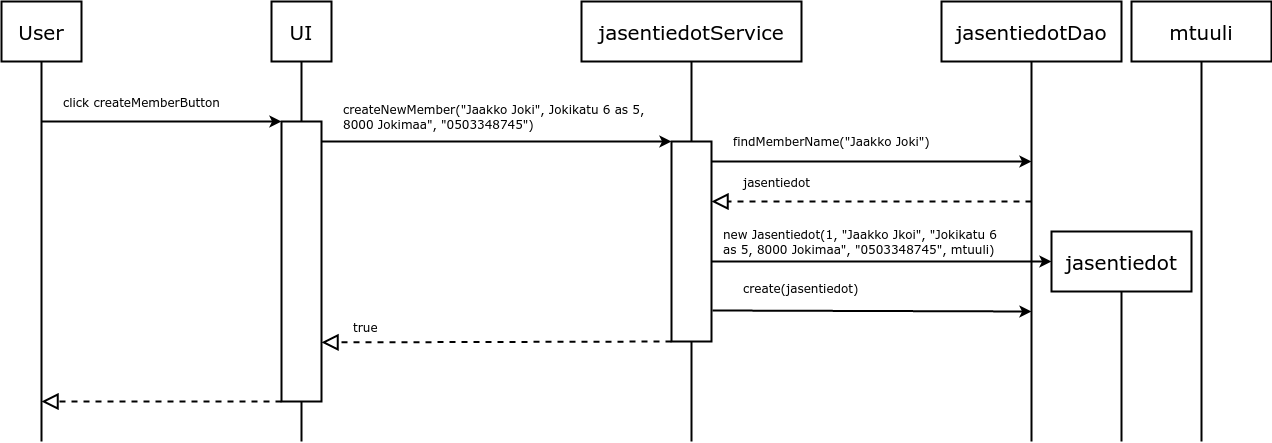 User
UI
jasentiedotService
jasentiedotDao
mtuuli
click createMemberButton
createNewMember("Jaakko Joki", Jokikatu 6 as 5,
8000 Jokimaa", "0503348745")
findMemberName("Jaakko Joki")
jasentiedot
new Jasentiedot(1, "Jaakko Jkoi", "Jokikatu 6
as 5, 8000 Jokimaa", "0503348745", mtuuli)
jasentiedot
create(jasentiedot)
true